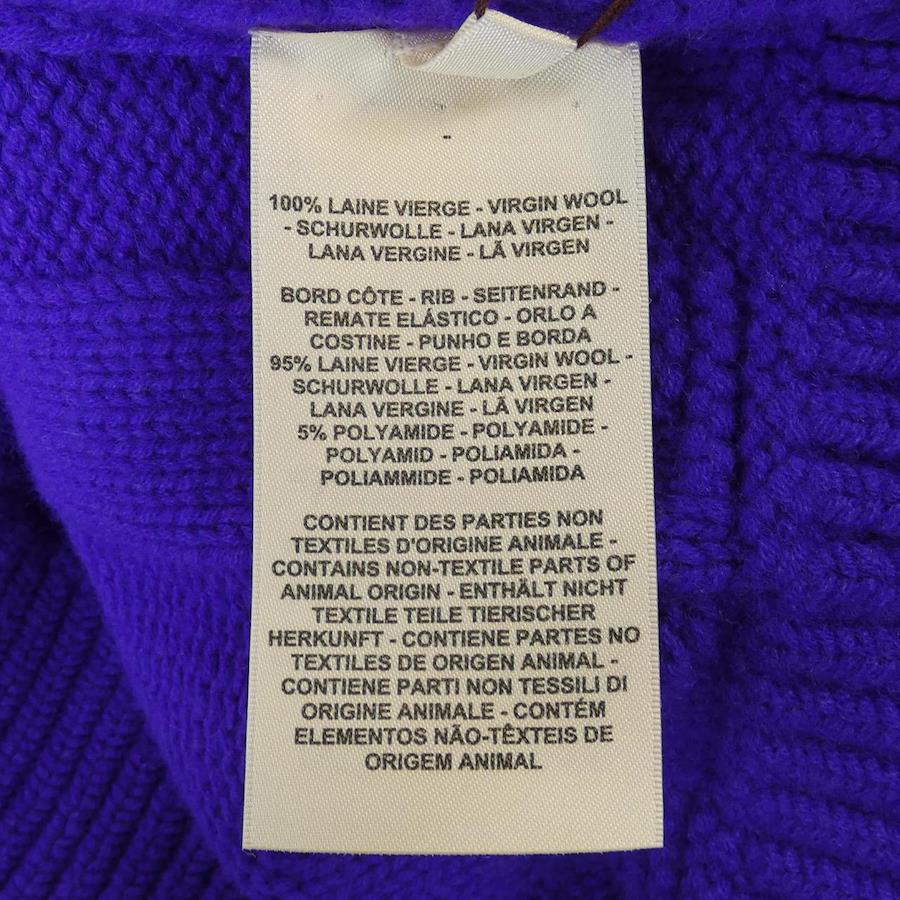 100% LAINE VIERGE - VIRGIN WOOL
- SCHURWOLLE - LANA VIRGEN -
LANA VERGINE - LÃ VIRGEN
BORD CÔTE - RIB - SEITENRAND -
REMATE ELÁSTICO - ORLO A
COSTINE - PUNHO E BORDA
95% LAINE VIERGE - VIRGIN WOOL -
SCHURWOLLE - LANA VIRGEN -
LANA VERGINE - LÃ VIRGEN
5% POLYAMIDE - POLYAMIDE -
POLYAMID - POLIAMIDA -
POLIAMMIDE - POLIAMIDA
CONTIENT DES PARTIES NON
TEXTILES D'ORIGINE ANIMALE -
CONTAINS NON-TEXTILE PARTS OF
ANIMAL ORIGIN - ENTHÄLT NICHT
TEXTILE TEILE TIERISCHER
HERKUNFT - CONTIENE PARTES NO
TEXTILES DE ORIGEN ANIMAL -
CONTIENE PARTI NON TESSILI DI
ORIGINE ANIMALE - CONTÉM
ELEMENTOS NÃO-TÊXTEIS DE
ORIGEM ANIMAL